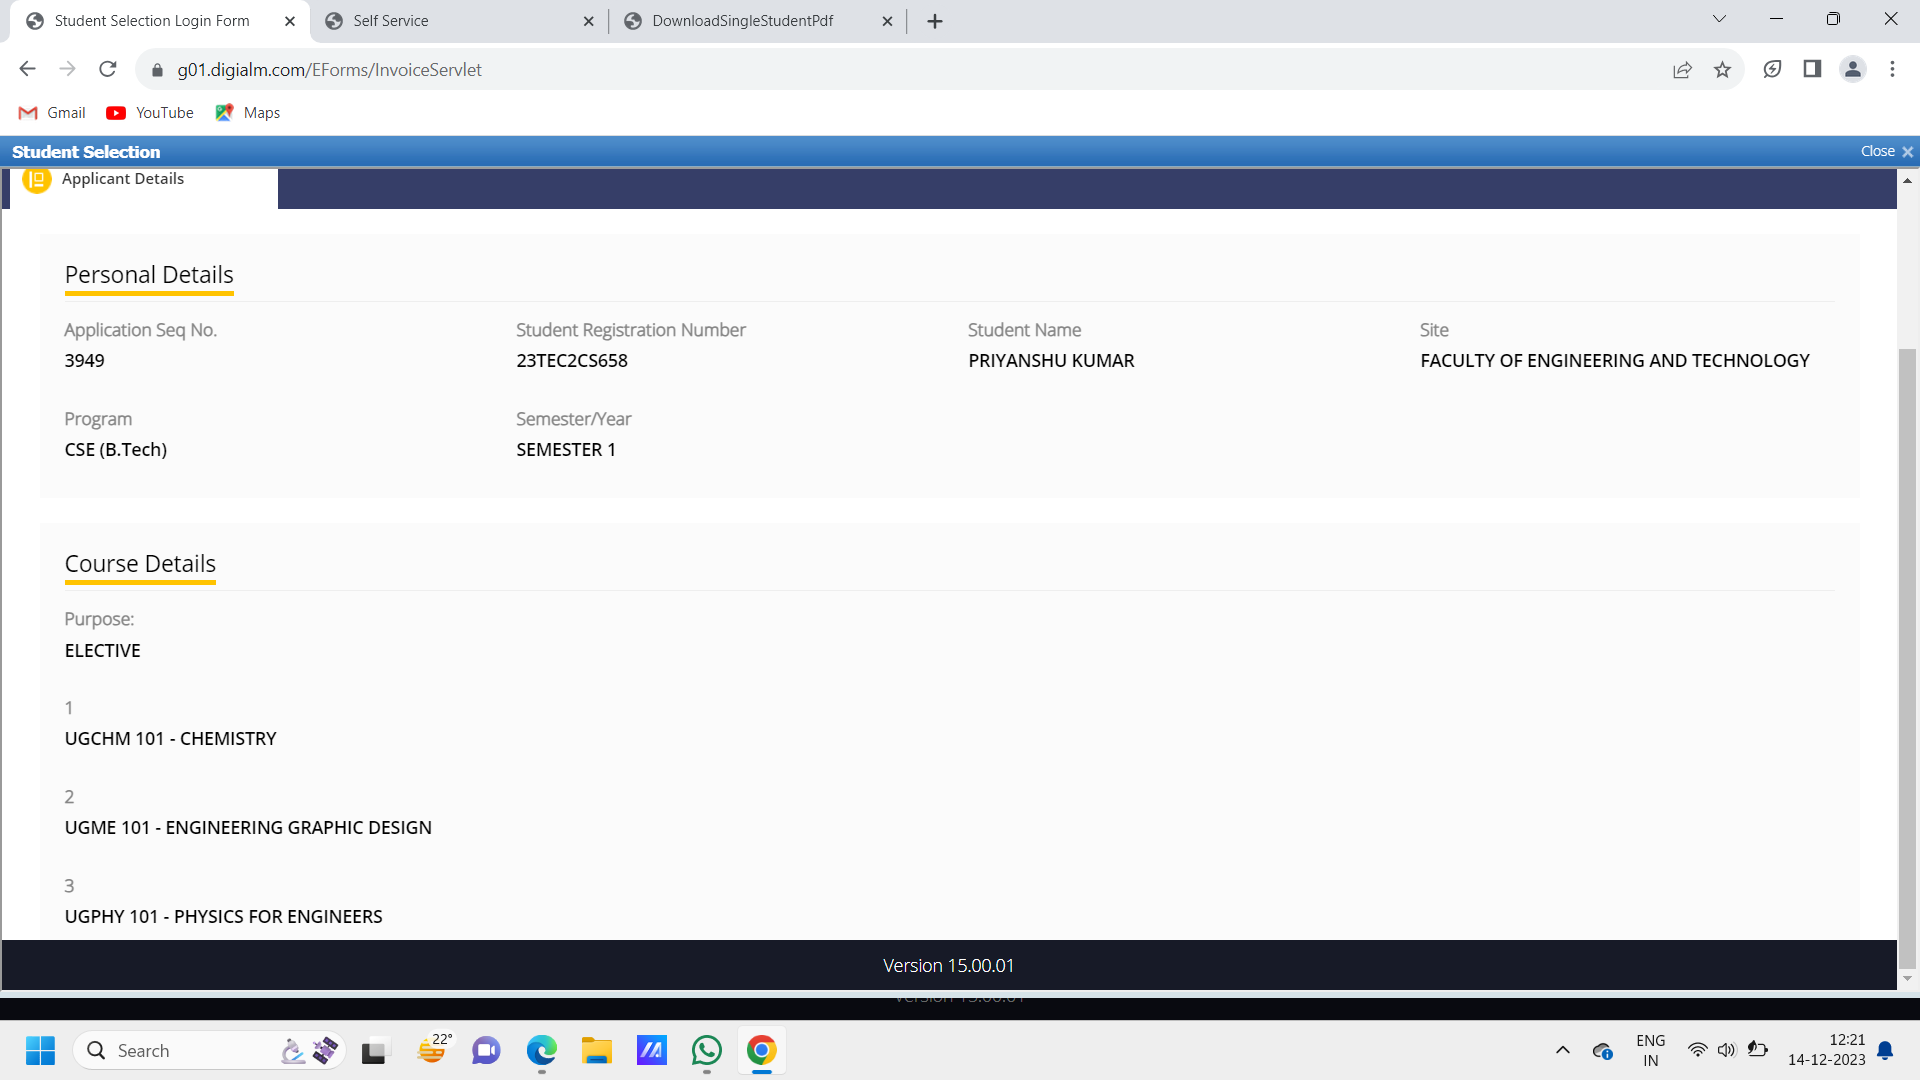 Student Selection Login Form
Self Service
DownloadSingleStudentPdf
g01.digialm.com/EForms/InvoiceServlet
Gmail
YouTube
Maps
Student Selection
Close
Applicant Details
Personal Details
Application Seq No.
Student Registration Number
Student Name
Site
3949
23TEC2CS658
PRIYANSHU KUMAR
FACULTY OF ENGINEERING AND TECHNOLOGY
Program
Semester/Year
CSE (B.Tech)
SEMESTER 1
Course Details
Purpose:
ELECTIVE
1
UGCHM 101 - CHEMISTRY
2
UGME 101 - ENGINEERING GRAPHIC DESIGN
3
UGPHY 101 - PHYSICS FOR ENGINEERS
Version 15.00.01
Version 15.00.01
Search
22°
ENG
IN
12:21
14-12-2023